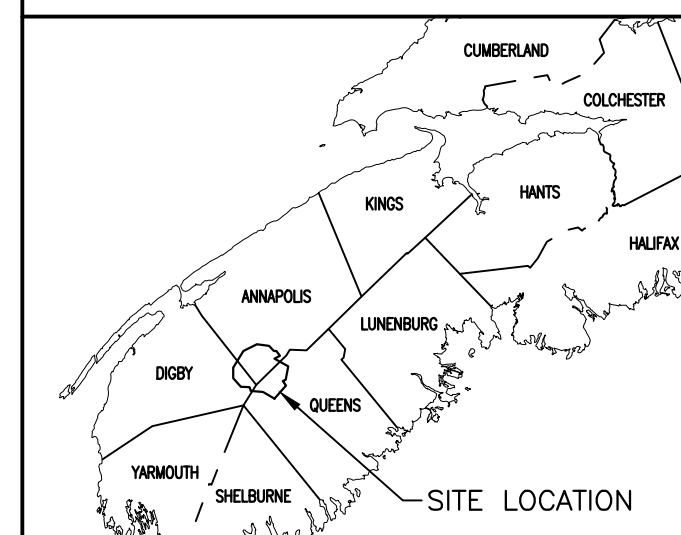 CUMBERLAND
COLCHESTER
KINGS
HANTS
HALIFAX
ANNAPOLIS
LUNENBURG
DIGBY
QUEENS
YARMOUTH
SHELBURNE
SITE LOCATION